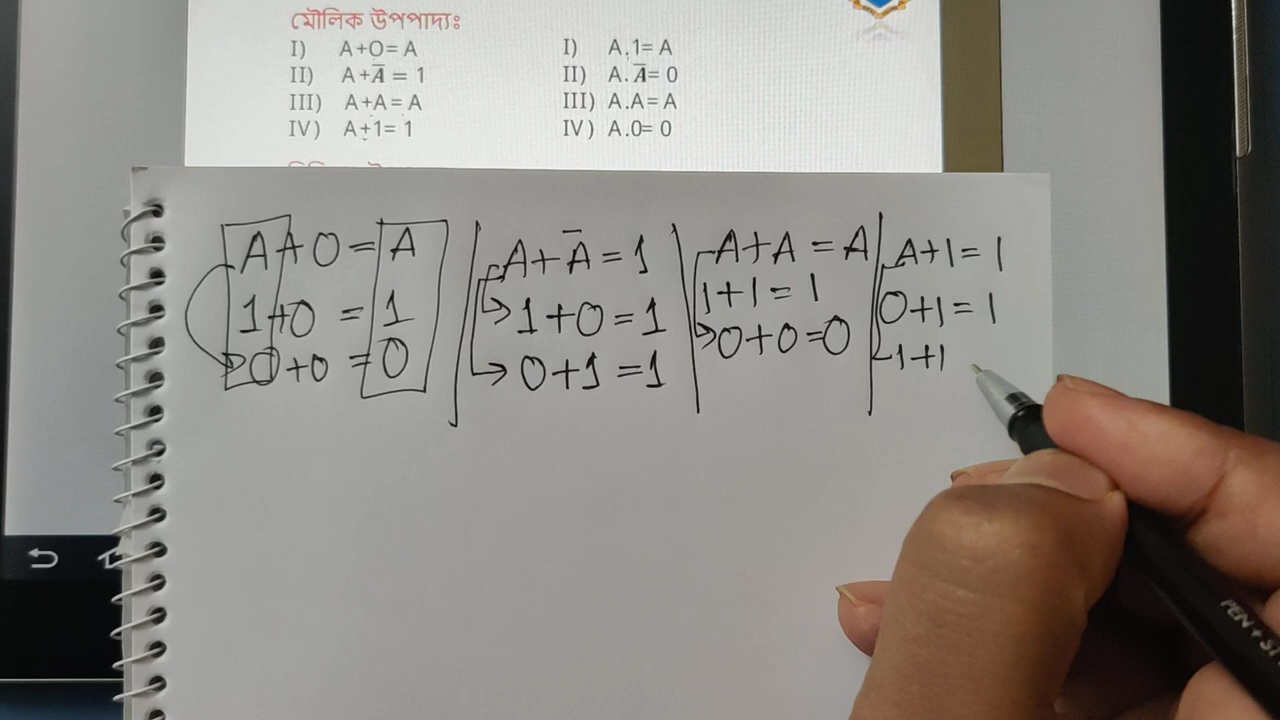 মৌলিক উপপাদ্যঃ
I) A+O= A
I) A.1= A
II) A+A̅ = 1
II) A. A̅= 0
III) A+A= A
III) A.A= A
IV) A+1= 1
IV) A.0= 0
A+0=A
1+0 = 1
0+0 = 0
A+A̅=1
1+0=1
0+1=1
A+A=A
1+1=1
0+0=0
A+1=1
0+1=1
1+1